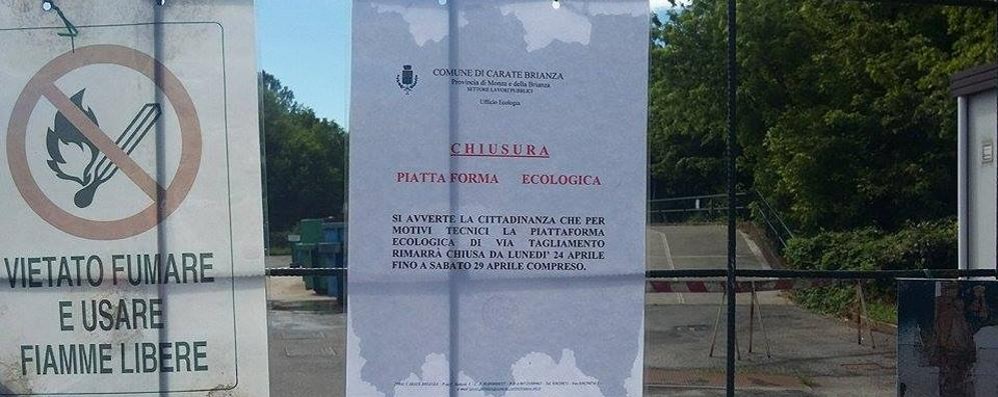 VIETATO FUMARE
E USARE
FIAMME LIBERE
COMUNE DI CARATE BRIANZA
Provincia di Monza e della Brianza
SETTORE LAVORI PUBBLICI
Ufficio Ecologia
CHIUSURA
PIATTA FORMA ECOLOGICA
SI AVVERTE LA CITTADINANZA CHE PER
MOTIVI TECNICI LA PIATTAFORMA
ECOLOGICA DI VIA TAGLIAMENTO
RIMARRÀ CHIUSA DA LUNEDI' 24 APRILE
FINO A SABATO 29 APRILE COMPRESO.